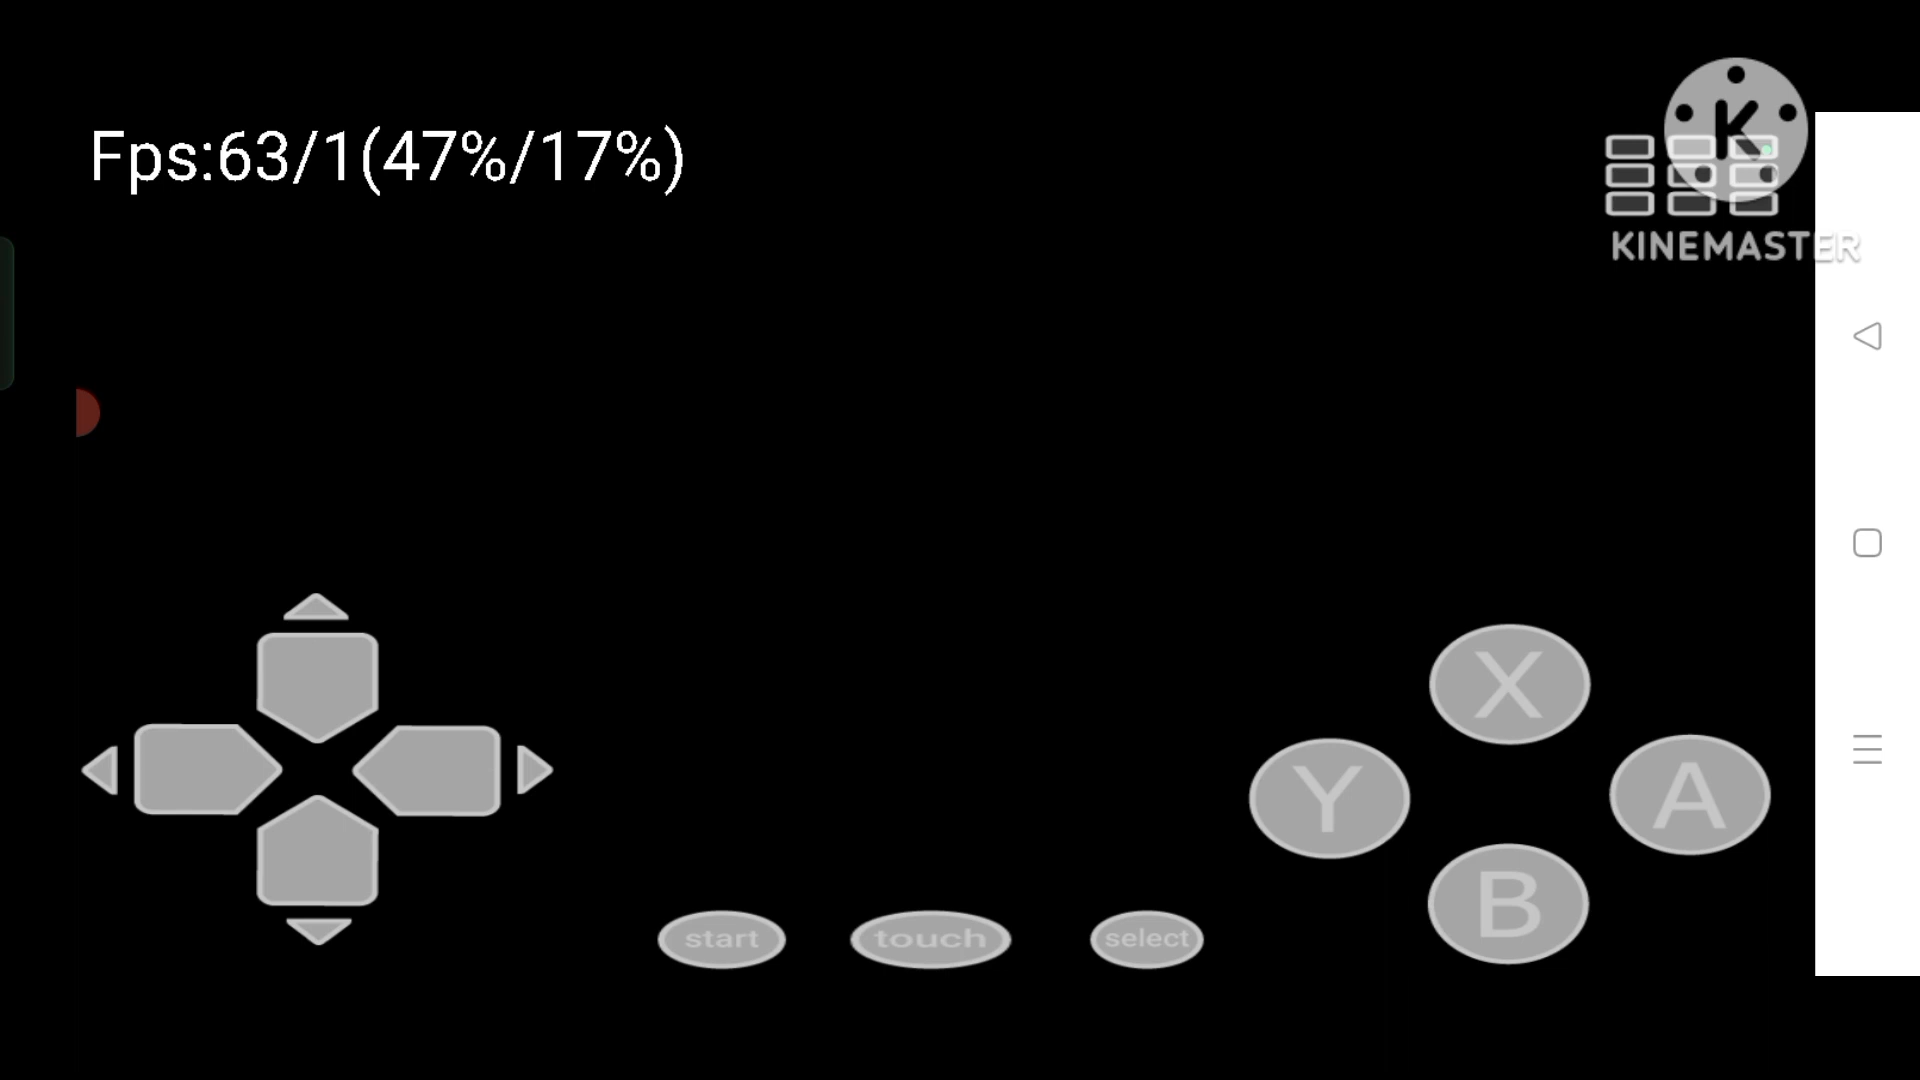 Fps:63/1(47%/17%)
K
KINEMASTER
X
Y
A
B
start
touch
select